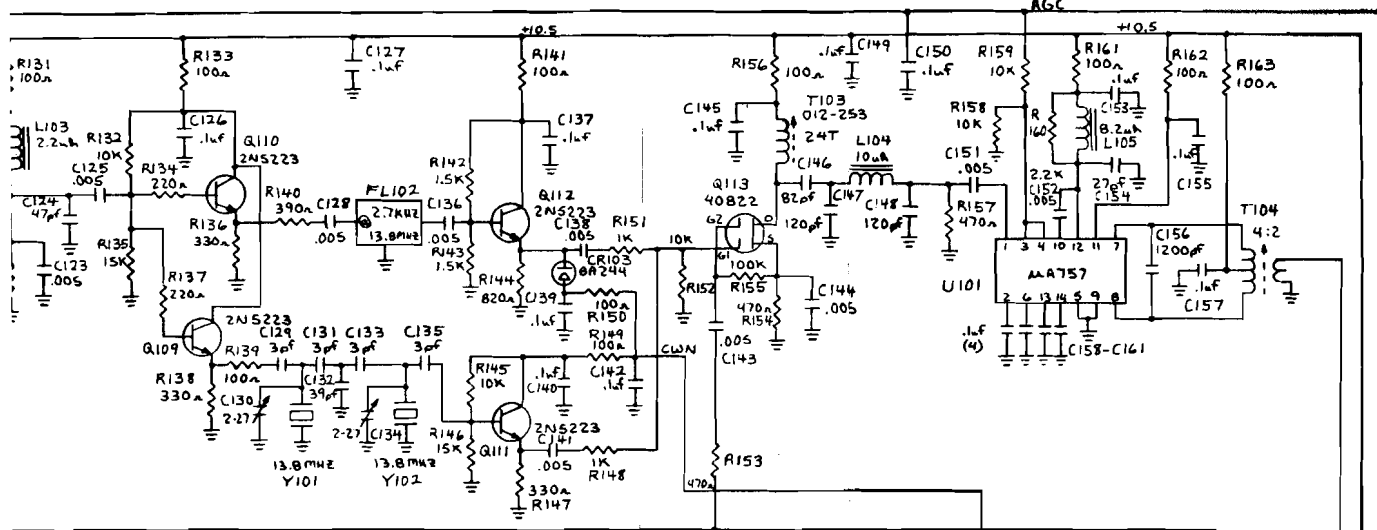 AGC
+10.5
+10.5
R131
100Ω
R133
100Ω
C127
.1uf
R141
100Ω
R156
100Ω
C149
.1uf
C150
.1uf
R159
10K
R161
100Ω
R162
100Ω
R163
100Ω
L103
2.2uh
R132
10K
C126
.1uf
Q110
2N5223
C137
.1uf
C145
.1uf
T103
012-253
24T
R158
10K
R
160
2.2K
.1uf
C153
8.2uh
L105
27pf
C154
.1uf
C155
C125
.005
R134
220Ω
C124
47pf
R136
330Ω
R140
390Ω
C128
.005
FL102
2.7KHZ
13.8MHZ
C136
.005
R142
1.5K
R143
1.5K
Q112
2N5223
C138
.005
R151
1K
Q113
40822
G2
G1
D
S
C146
82pf
C147
120pf
L104
10uh
C148
120pf
C151
.005
R157
470Ω
C152
.005
1 3 4 10 12 11 7
µA757
U101
2 6 13 14 5 9 8
.1uf
(4)
C158-C161
C156
1200pf
.1uf
C157
T104
4:2
R135
15K
C123
.005
R137
220Ω
R144
820Ω
CR103
BA244
C139
.1uf
100Ω
R150
R149
100Ω
10K
R152
100K
R155
470Ω
R154
C144
.005
.005
C143
2N5223
Q109
R138
330Ω
R139
100Ω
C129
3pf
C131
3pf
C133
3pf
C135
3pf
C130
2-27
C132
39pf
2-27
C134
13.8MHZ
Y101
13.8MHZ
Y102
R145
10K
R146
15K
Q111
2N5223
C140
.1uf
C142
.1uf
CWN
C141
.005
1K
R148
330Ω
R147
R153
470Ω